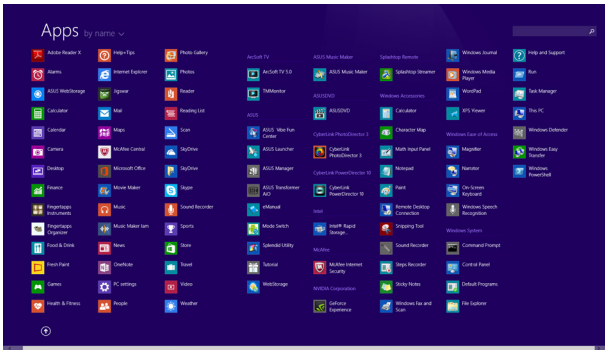 Apps by name
Adobe Reader X
Alarms
ASUS WebStorage
Calculator
Calendar
Camera
Desktop
Finance
Fingertapps
Instruments
Fingertapps
Organizer
Food & Drink
Fresh Paint
Games
Health & Fitness
Help+Tips
Internet Explorer
Jigswar
Mail
Maps
McAfee Central
Microsoft Office
Movie Maker
Music
Music Maker Jam
News
OneNote
PC settings
People
Photo Gallery
Photos
Reader
Reading List
Scan
SkyDrive
SkyDrive
Skype
Sound Recorder
Sports
Store
Travel
Video
Weather
ArcSoft TV
ArcSoft TV 5.0
TMMonitor
ASUS
ASUS Vibe Fun
Center
ASUS Launcher
ASUS Manager
ASUS Transformer
AiO
eManual
Mode Switch
Splendid Utility
Tutorial
WebStorage
ASUS Music Maker
ASUS Music Maker
ASUSDVD
ASUSDVD
CyberLink PhotoDirector 3
CyberLink
PhotoDirector 3
CyberLink PowerDirector 10
CyberLink
PowerDirector 10
Intel
Intel® Rapid
Storage...
McAfee
McAfee Internet
Security
NVIDIA Corporation
GeForce
Experience
Splashtop Remote
Splashtop Streamer
Windows Accessories
Calculator
Character Map
Math Input Panel
Notepad
Paint
Remote Desktop
Connection
Snipping Tool
Sound Recorder
Steps Recorder
Sticky Notes
Windows Fax and
Scan
Windows Journal
Windows Media
Player
WordPad
XPS Viewer
Windows Ease of Access
Magnifier
Narrator
On-Screen
Keyboard
Windows Speech
Recognition
Windows System
Command Prompt
Control Panel
Default Programs
File Explorer
Help and Support
Run
Task Manager
This PC
Windows Defender
Windows Easy
Transfer
Windows
PowerShell